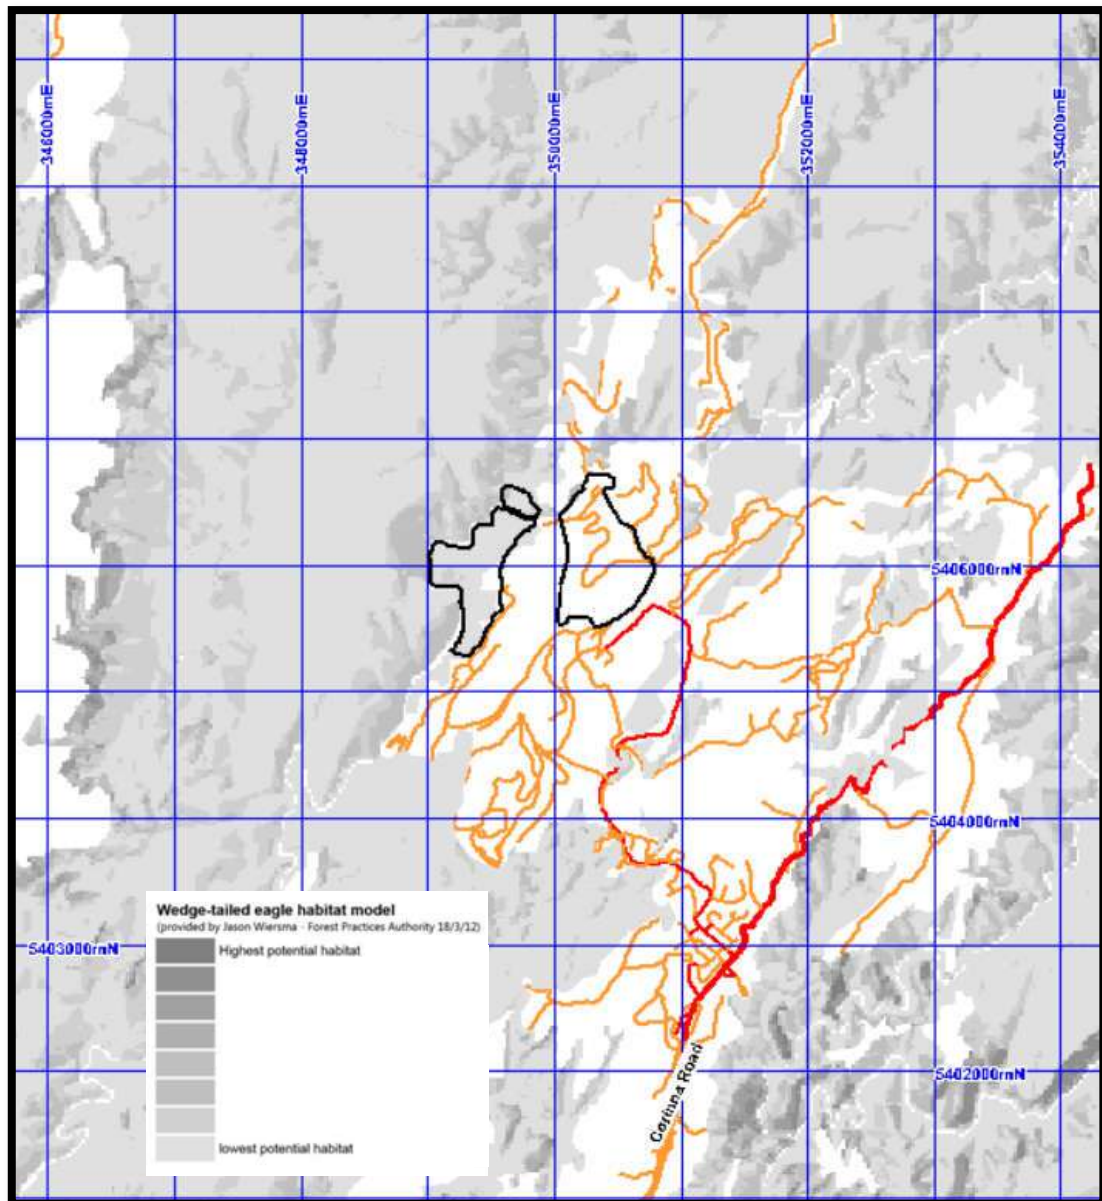 346000mE
348000mE
350000mE
352000mE
354000mE
5406000mN
5404000mN
5403000mN
5402000mN
Corinna Road
Wedge-tailed eagle habitat model
(provided by Jason Wiersma - Forest Practices Authority 18/3/12)
Highest potential habitat
lowest potential habitat